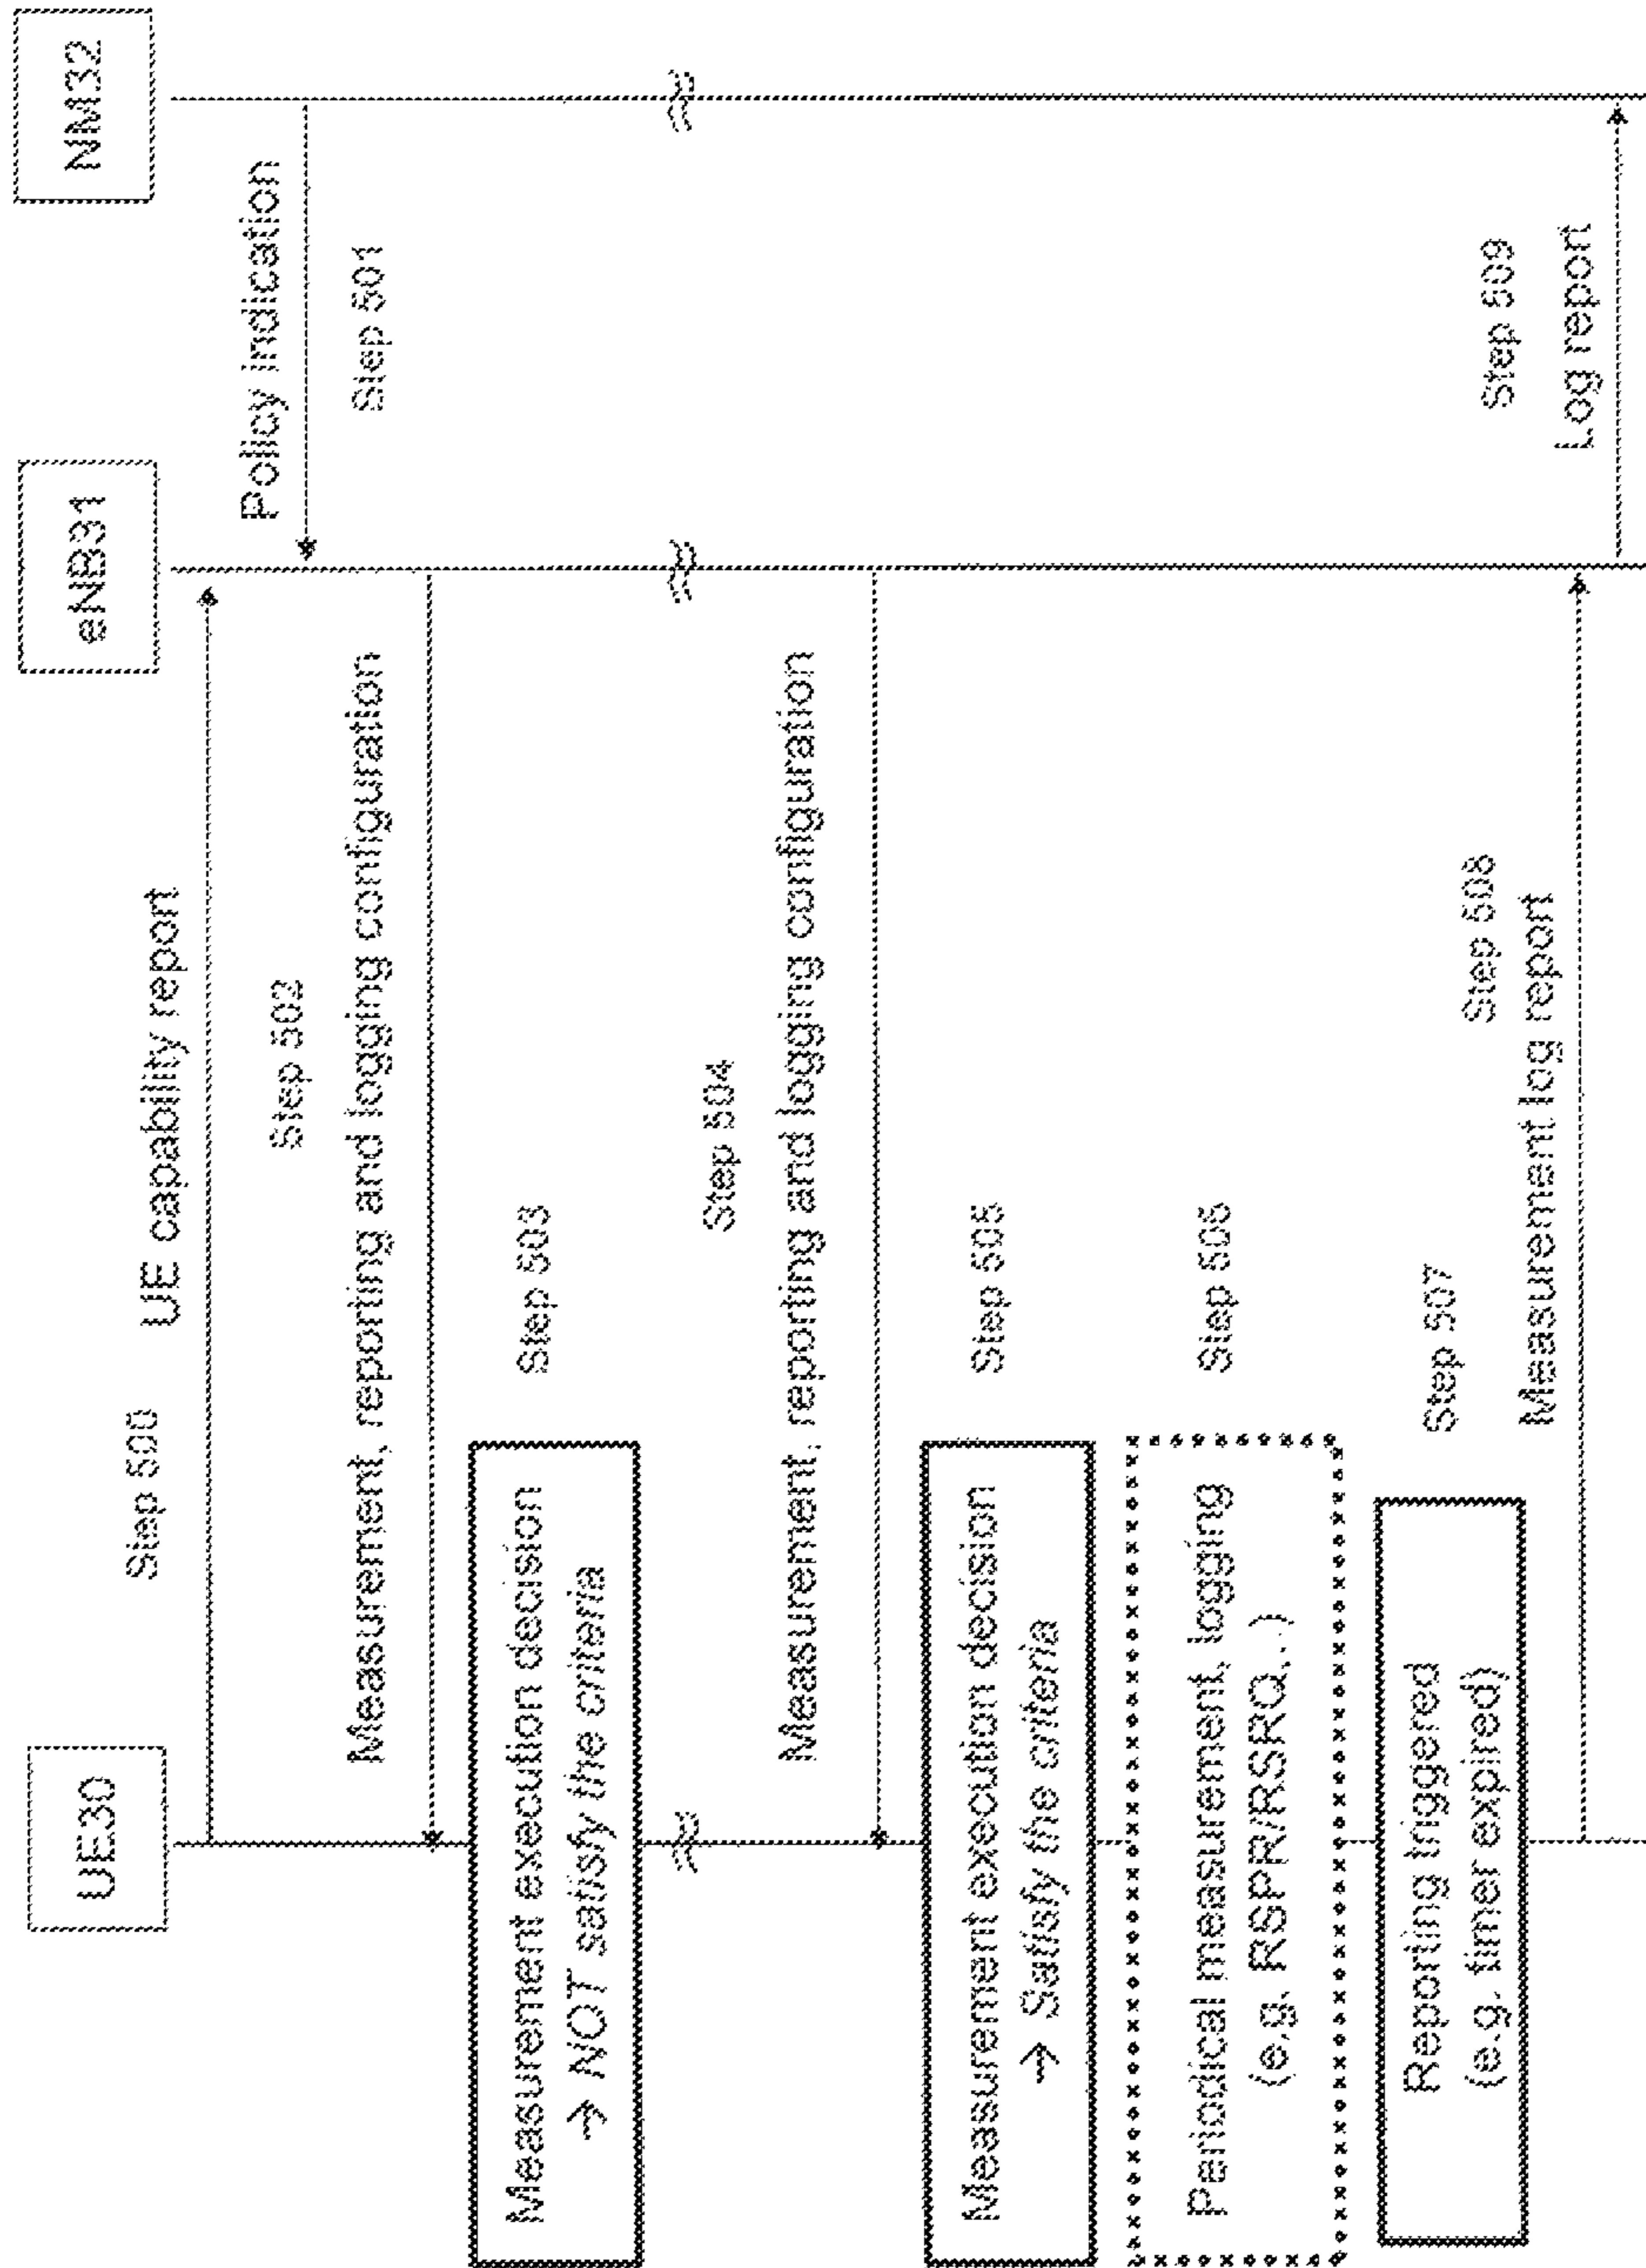 UE30
eNB31
NM32
Step 500
UE capability report
Policy indication
Step 501
Step 502
Measurement, reporting and logging configuration
Measurement execution decision
→ NOT satisfy the criteria
Step 503
Step 504
Measurement, reporting and logging configuration
Measurement execution decision
→ Satisfy the criteria
Step 505
Periodical measurement, logging
(e.g. RSPR/RSRQ,..)
Step 506
Reporting triggered
(e.g. timer expired)
Step 507
Step 508
Measurement log report
Step 509
Log report